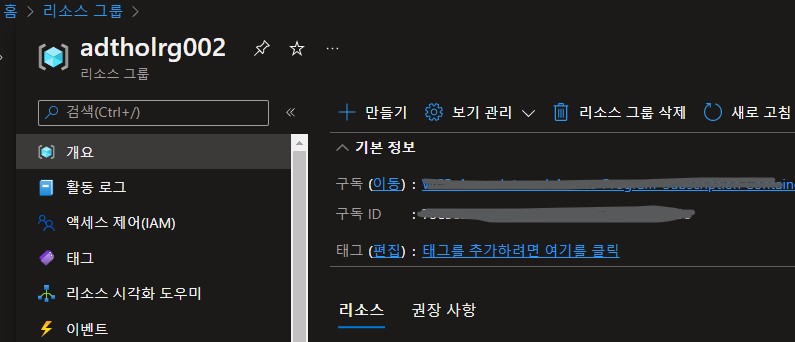 홈 > 리소스 그룹 >
adtholrg002
리소스 그룹
검색(Ctrl+/)
개요
활동 로그
액세스 제어(IAM)
태그
리소스 시각화 도우미
이벤트
만들기
보기 관리
리소스 그룹 삭제
새로 고침
기본 정보
구독 (이동) :
구독 ID :
태그 (편집) : 태그를 추가하려면 여기를 클릭
리소스 권장 사항